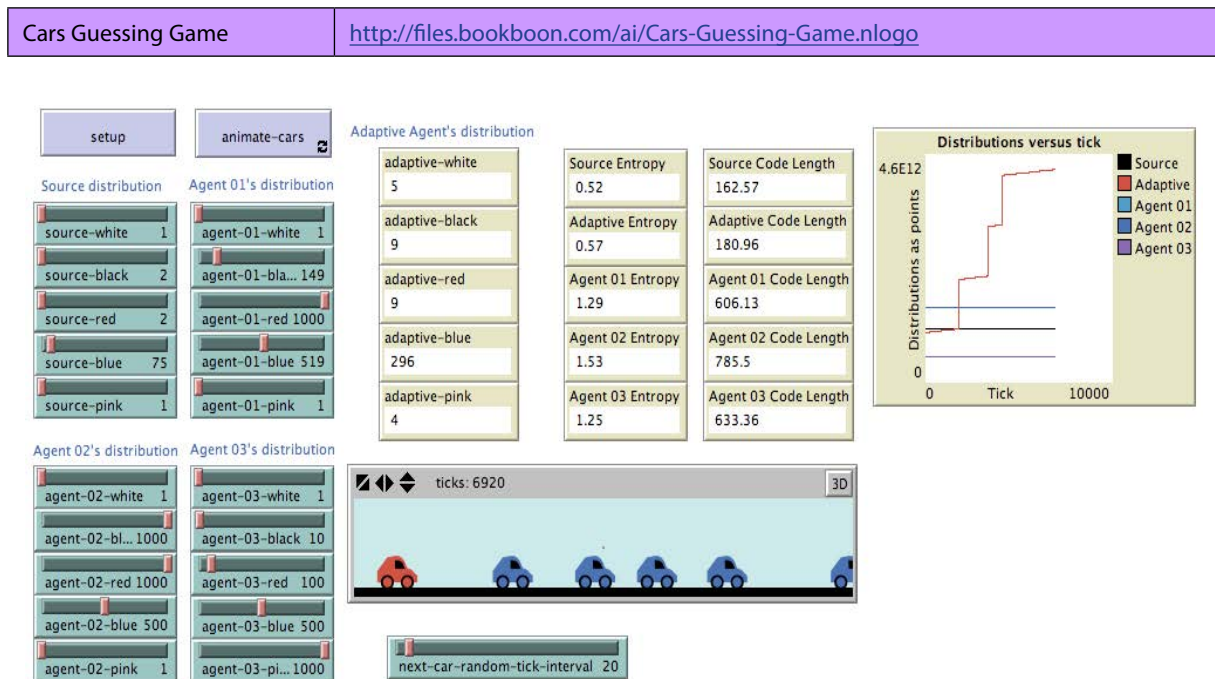 Cars Guessing Game http://files.bookboon.com/ai/Cars-Guessing-Game.nlogo
setup
animate-cars
Source distribution
source-white 1
source-black 2
source-red 2
source-blue 75
source-pink 1
Agent 01's distribution
agent-01-white 1
agent-01-bla... 149
agent-01-red 1000
agent-01-blue 519
agent-01-pink 1
Agent 02's distribution
agent-02-white 1
agent-02-bl... 1000
agent-02-red 1000
agent-02-blue 500
agent-02-pink 1
Agent 03's distribution
agent-03-white 1
agent-03-black 10
agent-03-red 100
agent-03-blue 500
agent-03-pi... 1000
Adaptive Agent's distribution
adaptive-white
5
adaptive-black
9
adaptive-red
9
adaptive-blue
296
adaptive-pink
4
Source Entropy
0.52
Adaptive Entropy
0.57
Agent 01 Entropy
1.29
Agent 02 Entropy
1.53
Agent 03 Entropy
1.25
Source Code Length
162.57
Adaptive Code Length
180.96
Agent 01 Code Length
606.13
Agent 02 Code Length
785.5
Agent 03 Code Length
633.36
Distributions versus tick
4.6E12
Distributions as points
0
0 Tick 10000
Source
Adaptive
Agent 01
Agent 02
Agent 03
ticks: 6920
3D
next-car-random-tick-interval 20